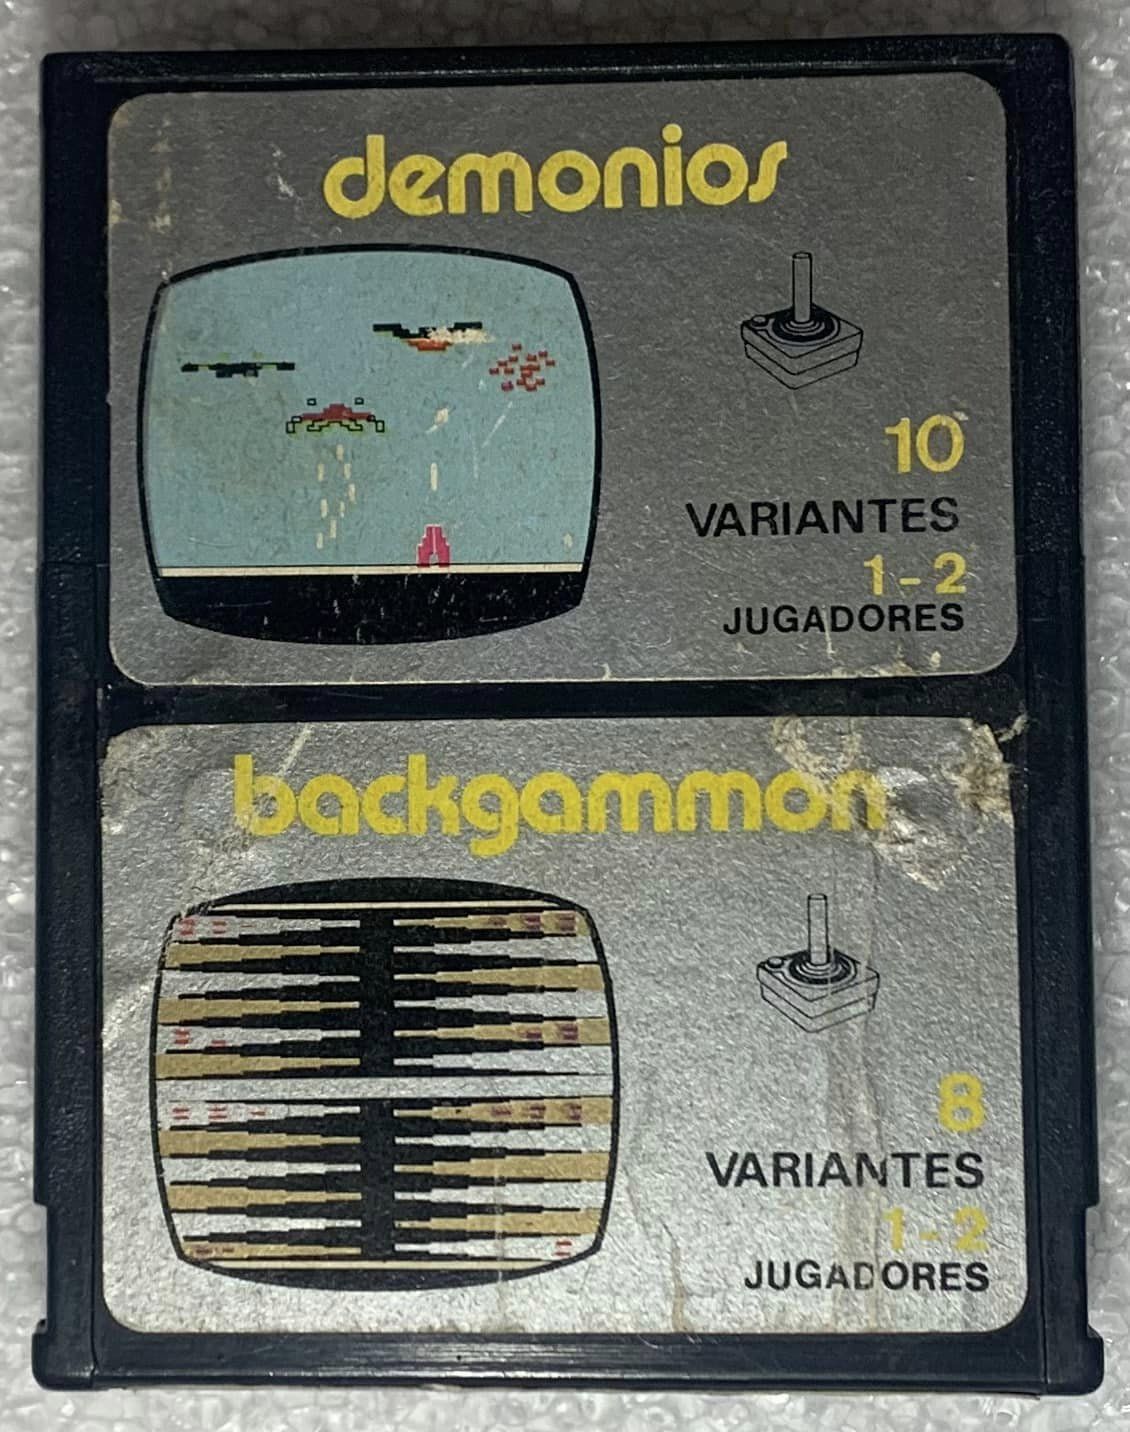 demonios
10
VARIANTES
1-2
JUGADORES
backgammon
8
VARIANTES
1-2
JUGADORES